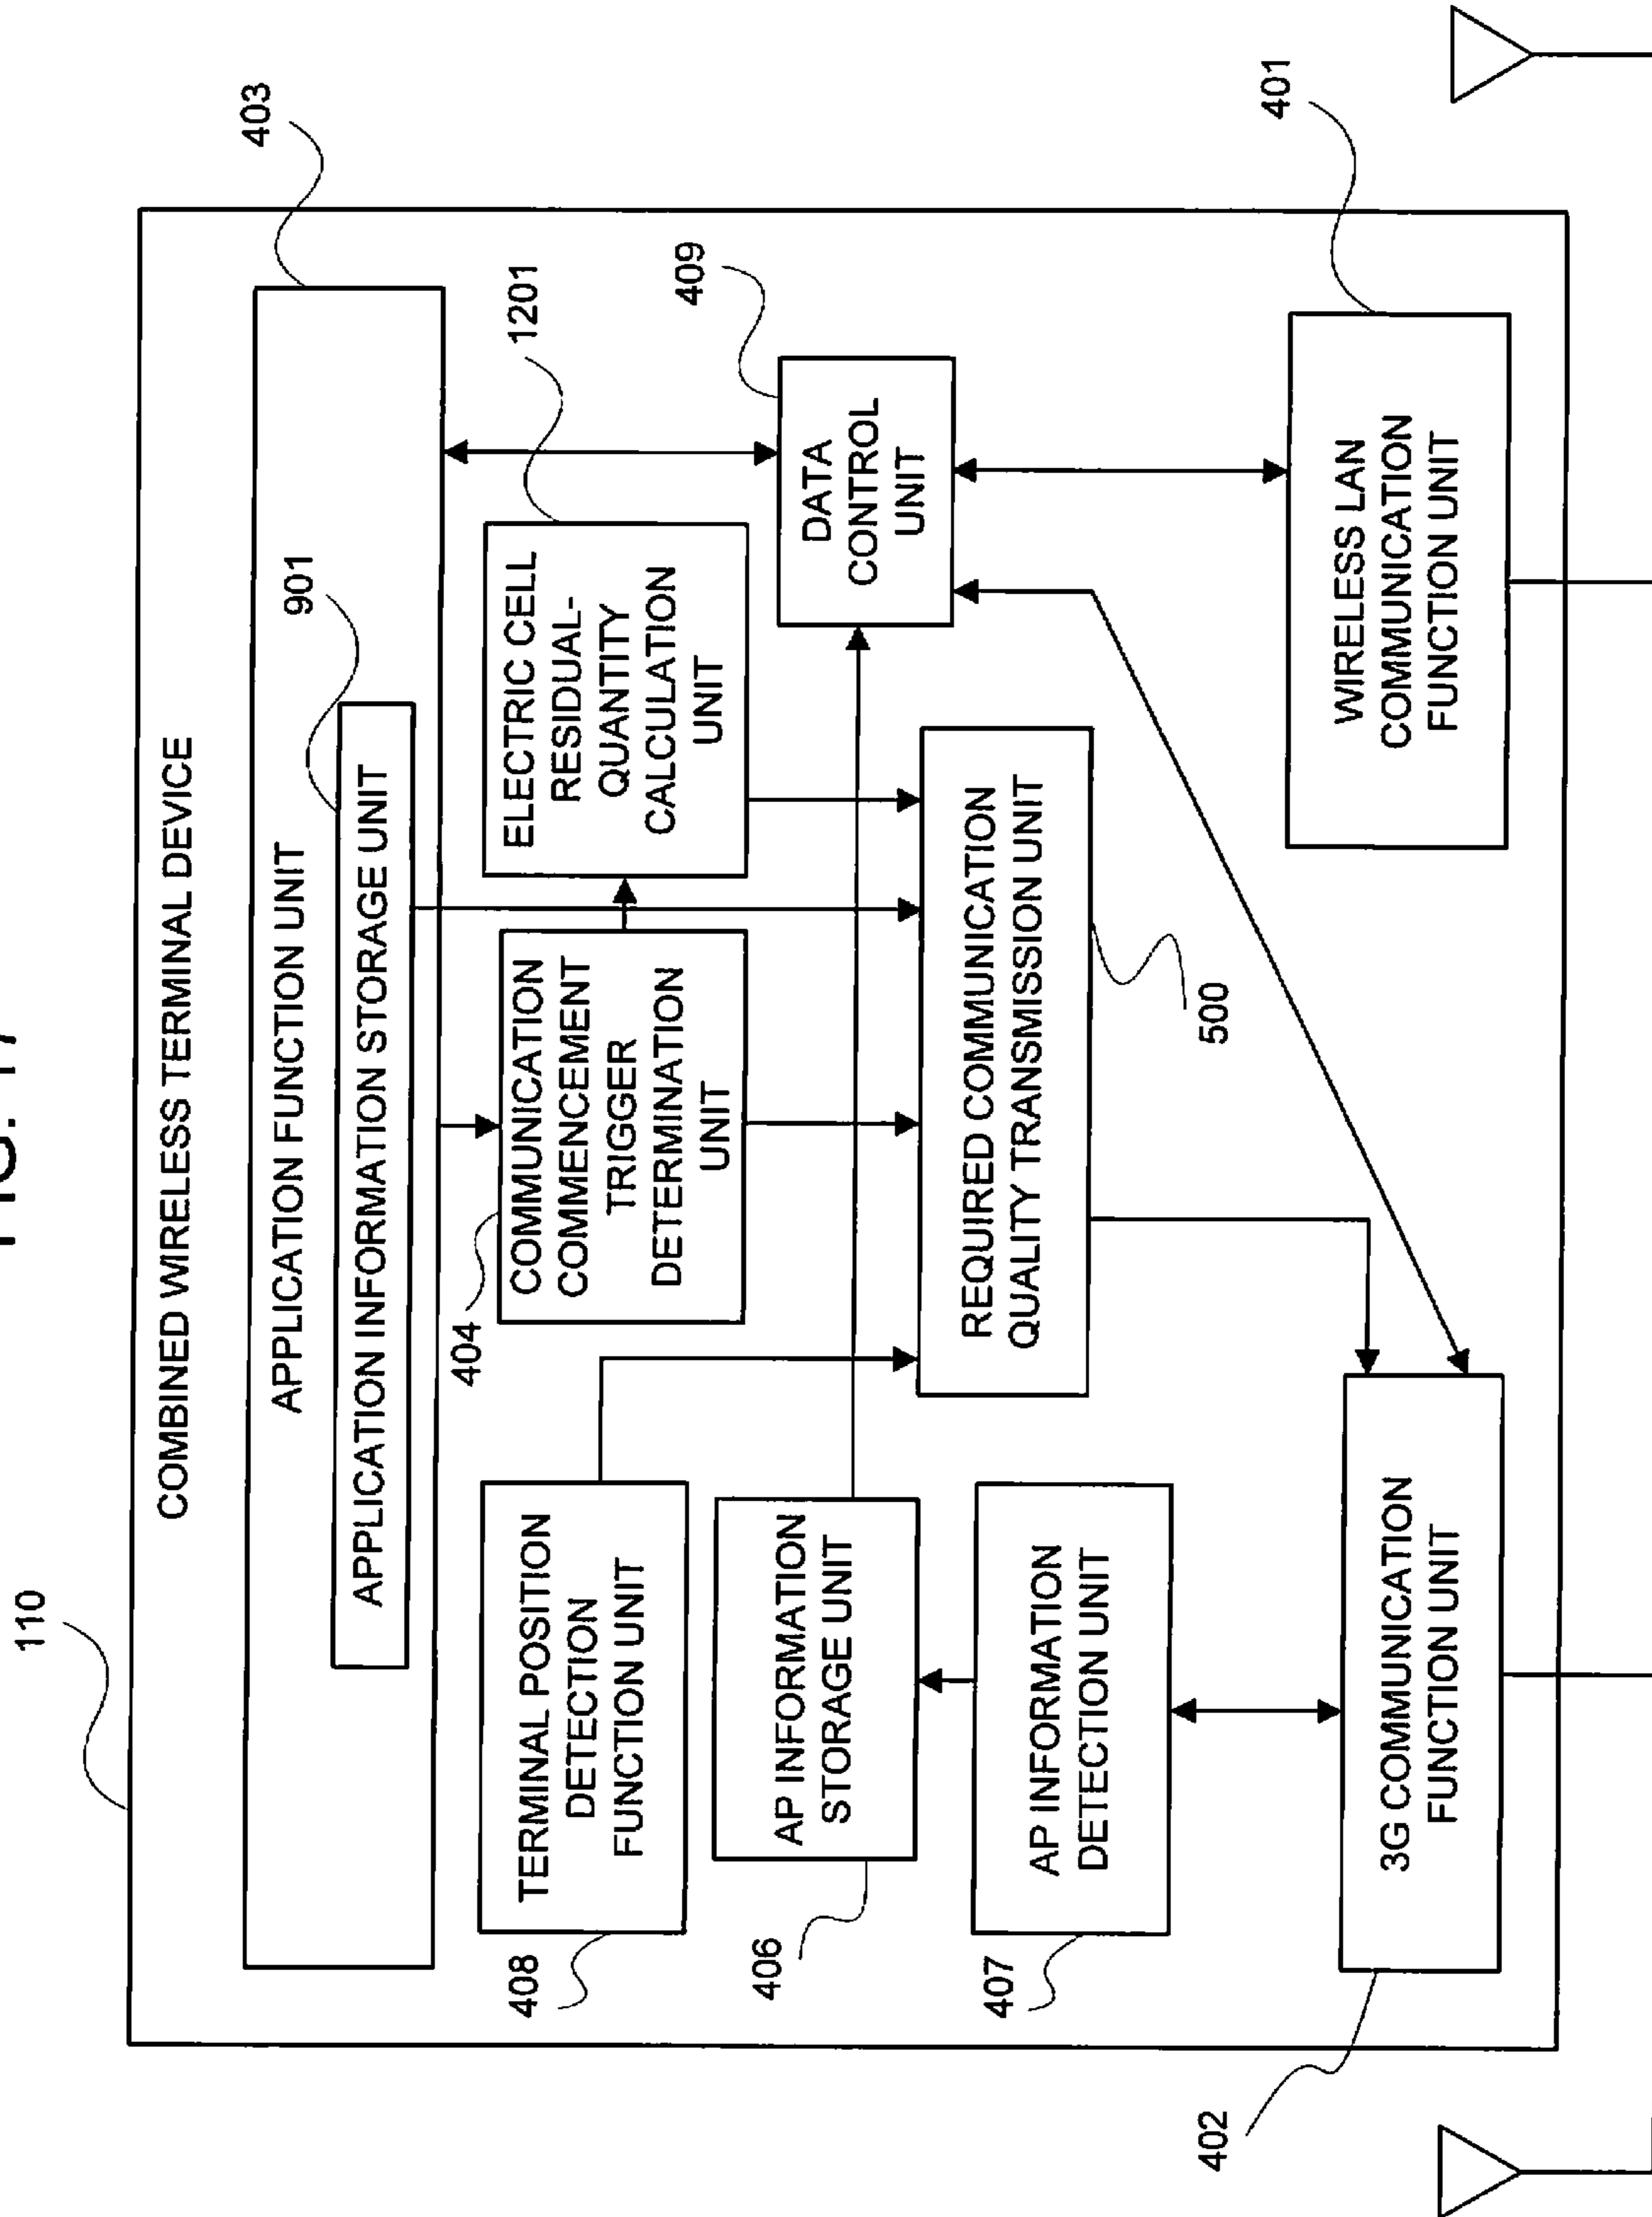 110
COMBINED WIRELESS TERMINAL DEVICE
403
APPLICATION FUNCTION UNIT
901
APPLICATION INFORMATION STORAGE UNIT
408
TERMINAL POSITION
DETECTION
FUNCTION UNIT
404
COMMUNICATION
COMMENCEMENT
TRIGGER
DETERMINATION
UNIT
1201
ELECTRIC CELL
RESIDUAL-
QUANTITY
CALCULATION
UNIT
406
AP INFORMATION
STORAGE UNIT
409
DATA
CONTROL
UNIT
407
AP INFORMATION
DETECTION UNIT
REQUIRED COMMUNICATION
QUALITY TRANSMISSION UNIT
500
402
3G COMMUNICATION
FUNCTION UNIT
401
WIRELESS LAN
COMMUNICATION
FUNCTION UNIT